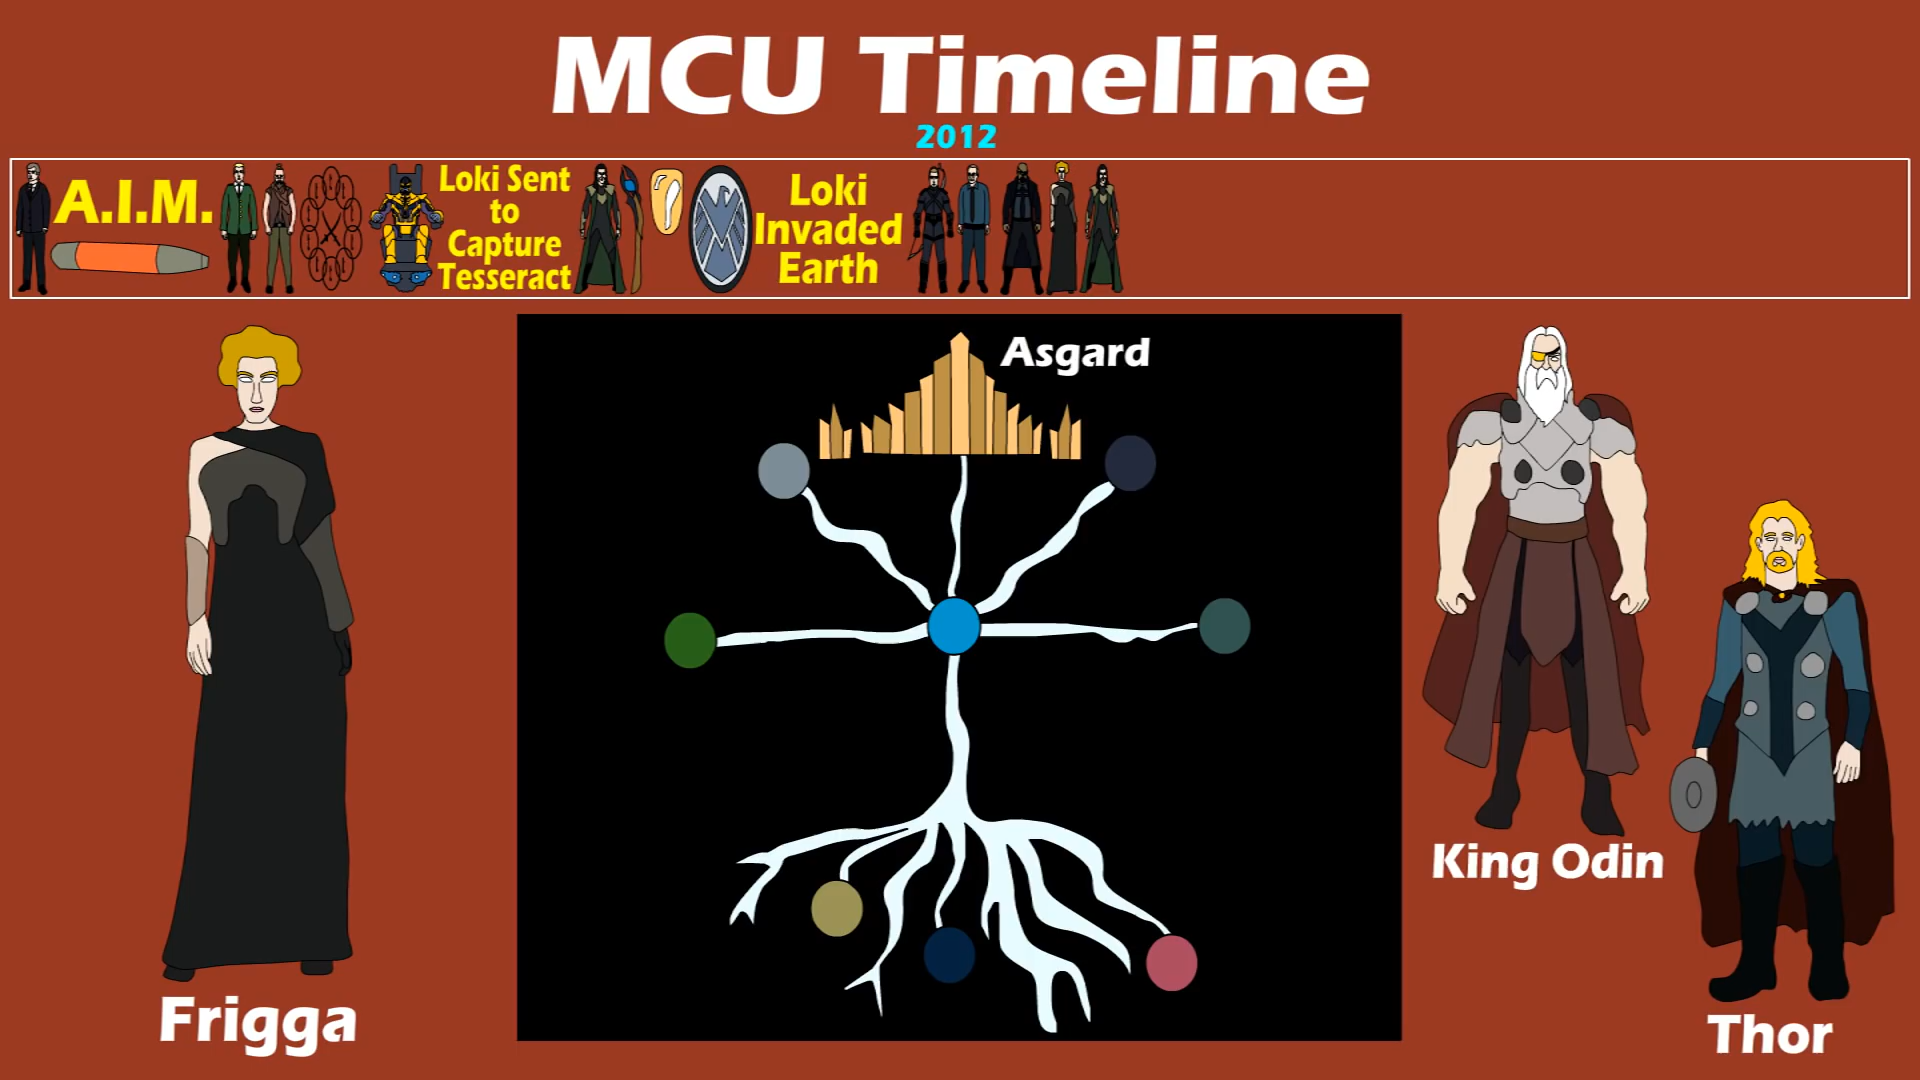 MCU Timeline
2012
A.I.M.
Loki Sent
to
Capture
Tesseract
Loki
Invaded
Earth
Asgard
King Odin
Frigga
Thor